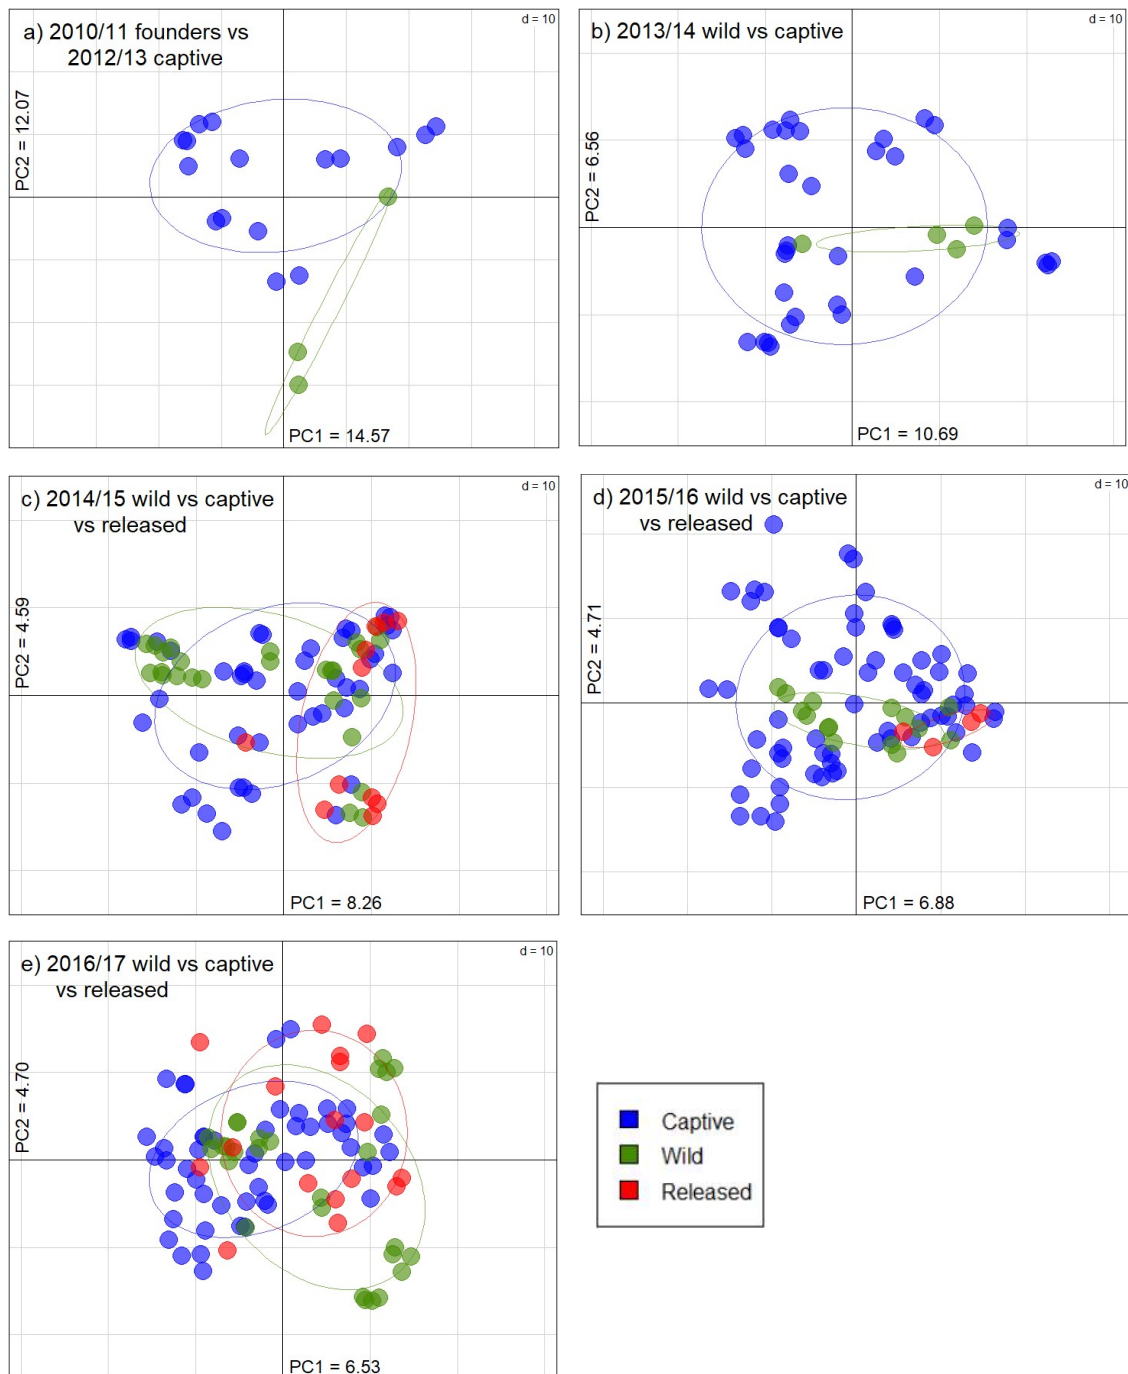 a) 2010/11 founders vs
2012/13 captive
d = 10
PC2 = 12.07
PC1 = 14.57
b) 2013/14 wild vs captive
d = 10
PC2 = 6.56
PC1 = 10.69
c) 2014/15 wild vs captive
vs released
d = 10
PC2 = 4.59
PC1 = 8.26
d) 2015/16 wild vs captive
vs released
d = 10
PC2 = 4.71
PC1 = 6.88
e) 2016/17 wild vs captive
vs released
d = 10
PC2 = 4.70
PC1 = 6.53
Captive
Wild
Released